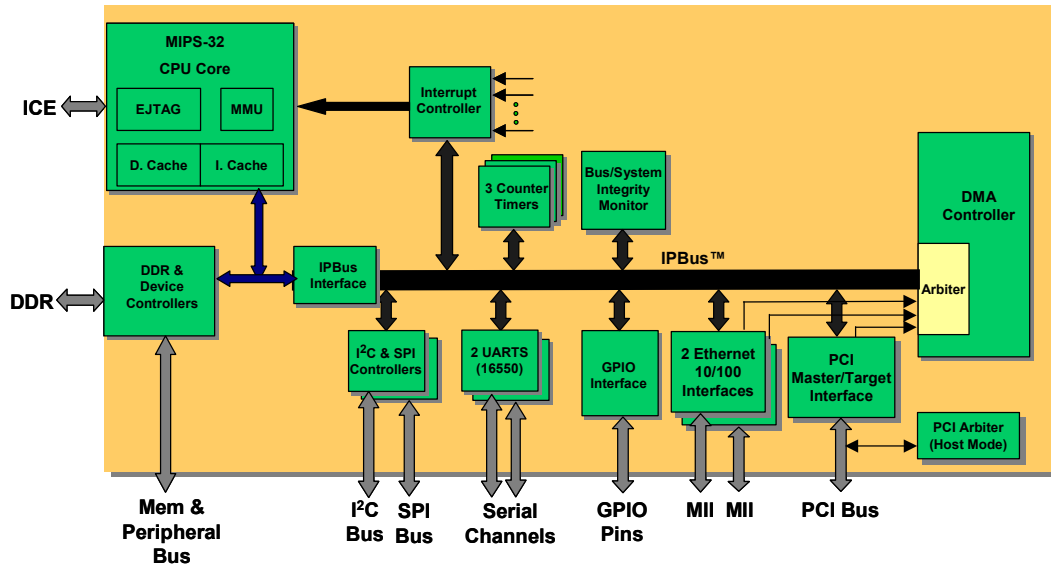 MIPS-32
CPU Core
EJTAG
MMU
D. Cache
I. Cache
ICE
Interrupt
Controller
3 Counter
Timers
Bus/System
Integrity
Monitor
DMA
Controller
Arbiter
IPBus™
IPBus
Interface
DDR &
Device
Controllers
DDR
I²C & SPI
Controllers
2 UARTS
(16550)
GPIO
Interface
2 Ethernet
10/100
Interfaces
PCI
Master/Target
Interface
PCI Arbiter
(Host Mode)
Mem &
Peripheral
Bus
I²C
Bus
SPI
Bus
Serial
Channels
GPIO
Pins
MII
MII
PCI Bus